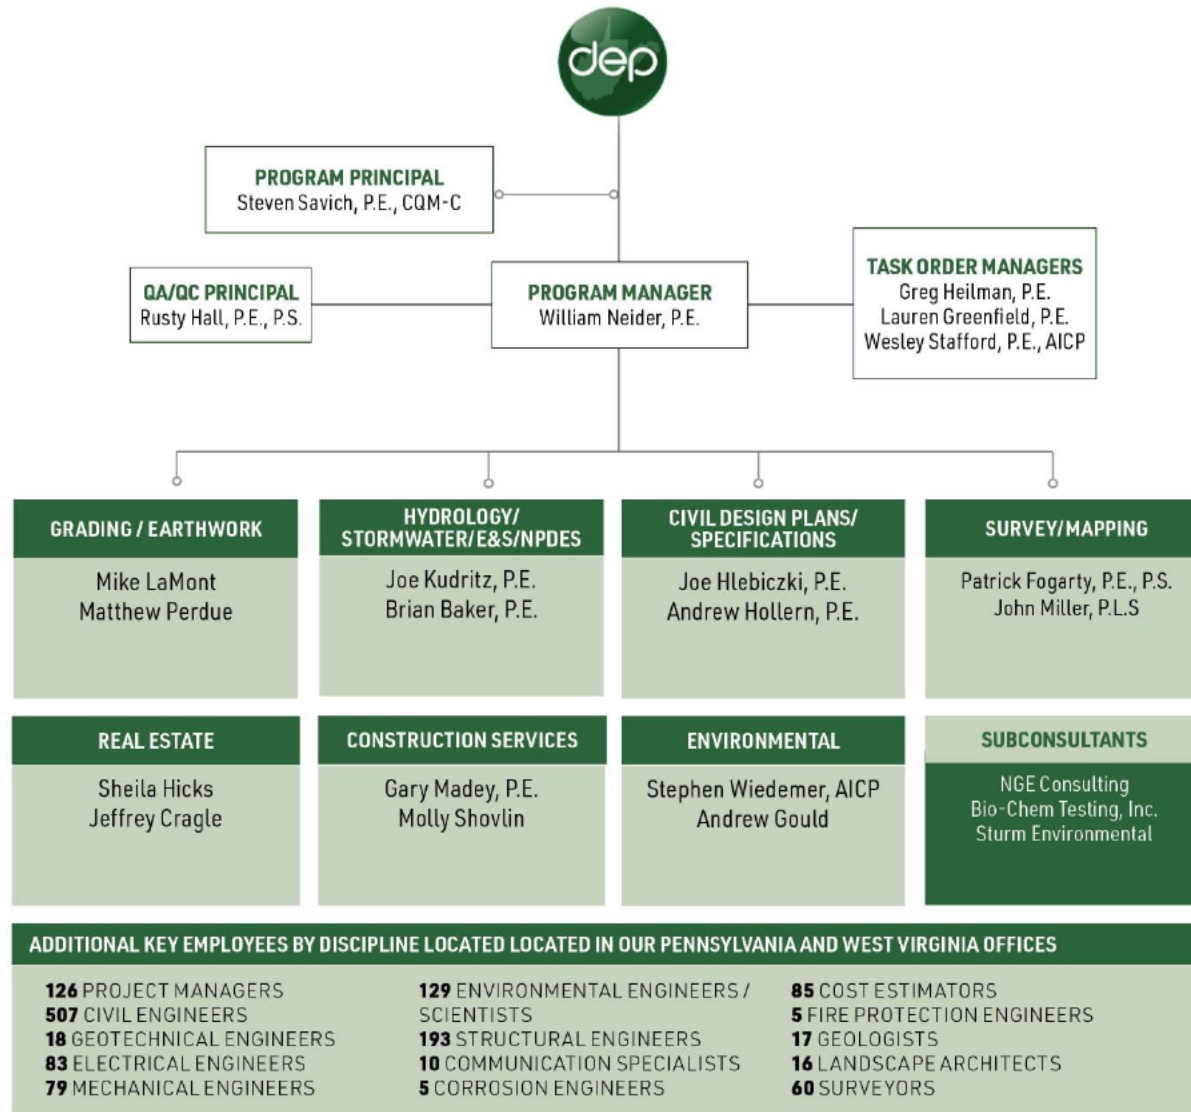 dep
PROGRAM PRINCIPAL
Steven Savich, P.E., CQM-C
QA/QC PRINCIPAL
Rusty Hall, P.E., P.S.
PROGRAM MANAGER
William Neider, P.E.
TASK ORDER MANAGERS
Greg Heilman, P.E.
Lauren Greenfield, P.E.
Wesley Stafford, P.E., AICP
GRADING / EARTHWORK
Mike LaMont
Matthew Perdue
HYDROLOGY/
STORMWATER/E&S/NPDES
Joe Kudritz, P.E.
Brian Baker, P.E.
CIVIL DESIGN PLANS/
SPECIFICATIONS
Joe Hlebiczki, P.E.
Andrew Hollern, P.E.
SURVEY/MAPPING
Patrick Fogarty, P.E., P.S.
John Miller, P.L.S
REAL ESTATE
Sheila Hicks
Jeffrey Cragle
CONSTRUCTION SERVICES
Gary Madey, P.E.
Molly Shovlin
ENVIRONMENTAL
Stephen Wiedemer, AICP
Andrew Gould
SUBCONSULTANTS
NGE Consulting
Bio-Chem Testing, Inc.
Sturm Environmental
ADDITIONAL KEY EMPLOYEES BY DISCIPLINE LOCATED LOCATED IN OUR PENNSYLVANIA AND WEST VIRGINIA OFFICES
126 PROJECT MANAGERS
507 CIVIL ENGINEERS
18 GEOTECHNICAL ENGINEERS
83 ELECTRICAL ENGINEERS
79 MECHANICAL ENGINEERS
129 ENVIRONMENTAL ENGINEERS /
SCIENTISTS
193 STRUCTURAL ENGINEERS
10 COMMUNICATION SPECIALISTS
5 CORROSION ENGINEERS
85 COST ESTIMATORS
5 FIRE PROTECTION ENGINEERS
17 GEOLOGISTS
16 LANDSCAPE ARCHITECTS
60 SURVEYORS